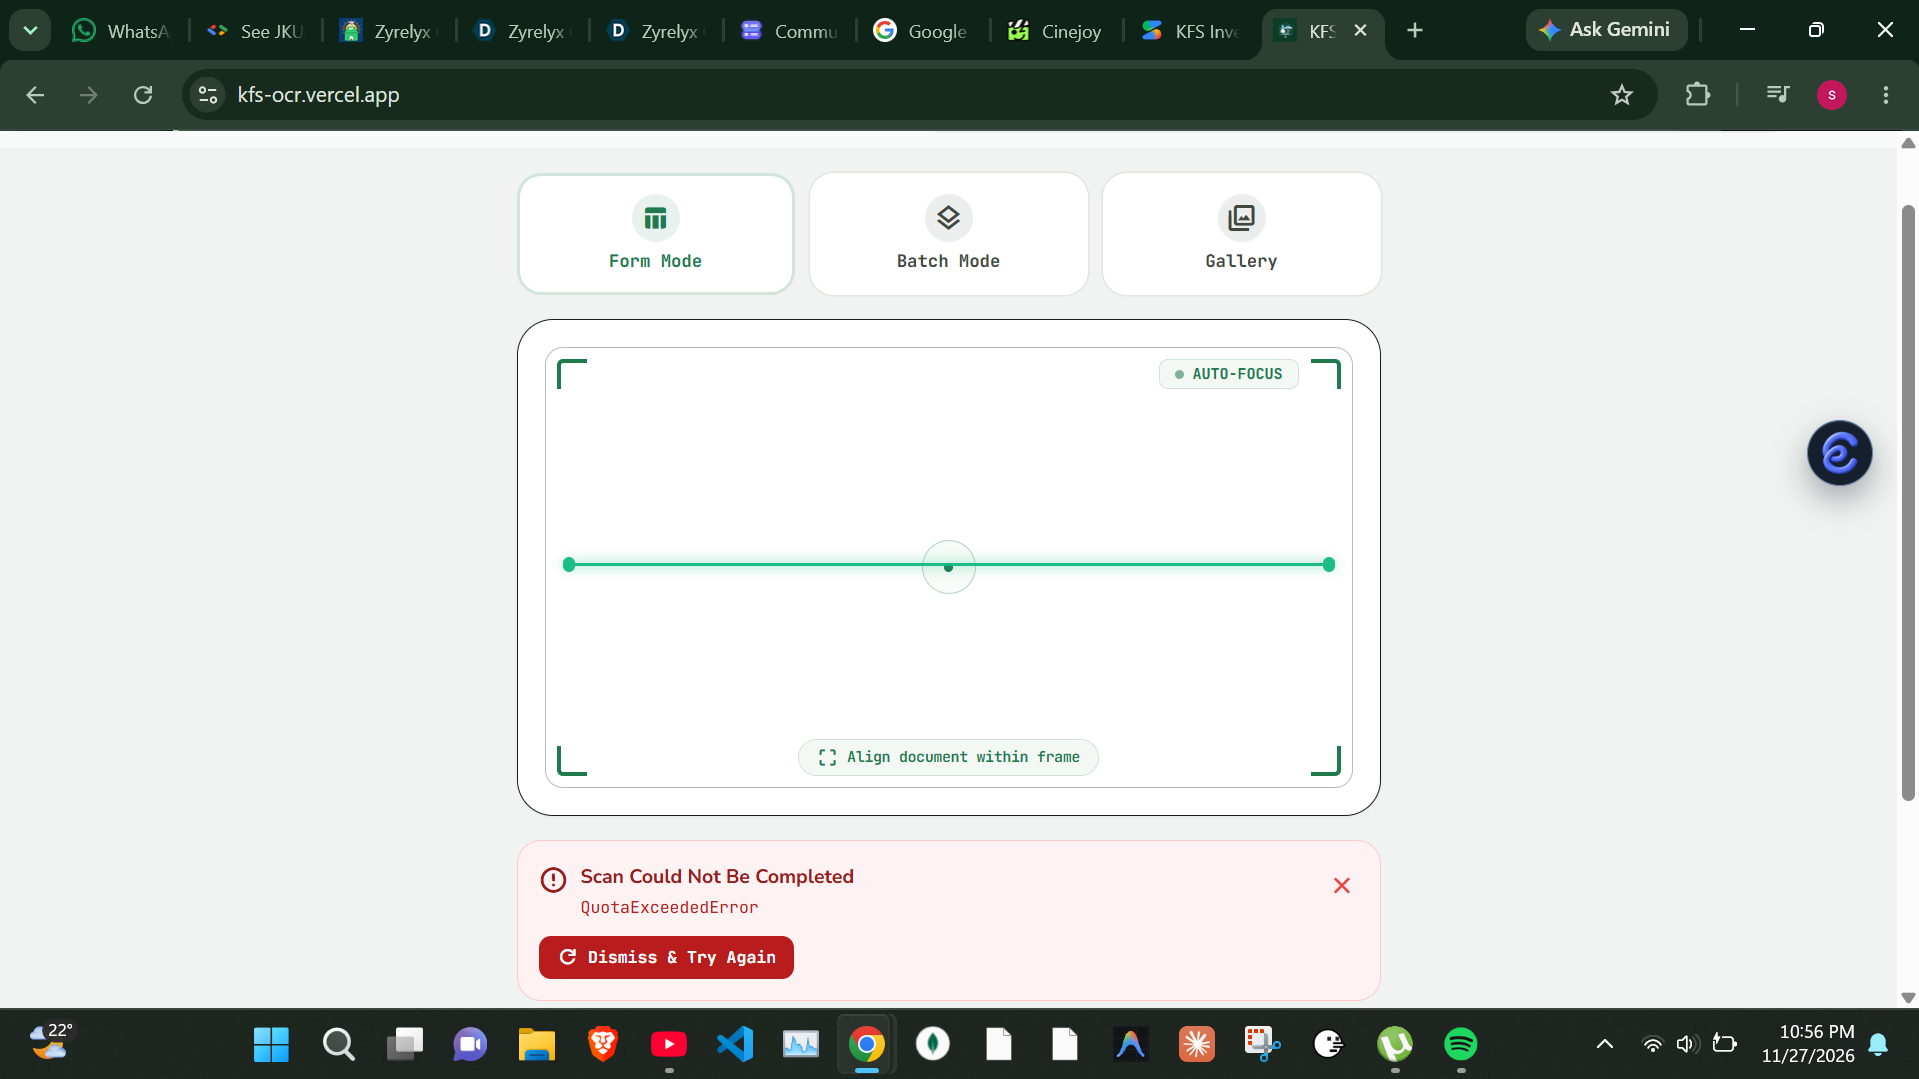 WhatsA
See JKU
Zyrelyx
Zyrelyx
Zyrelyx
Commu
Google
Cinejoy
KFS Inve
KFS
Ask Gemini
kfs-ocr.vercel.app
S
Form Mode
Batch Mode
Gallery
AUTO-FOCUS
Align document within frame
Scan Could Not Be Completed
QuotaExceededError
Dismiss & Try Again
22°
10:56 PM
11/27/2026